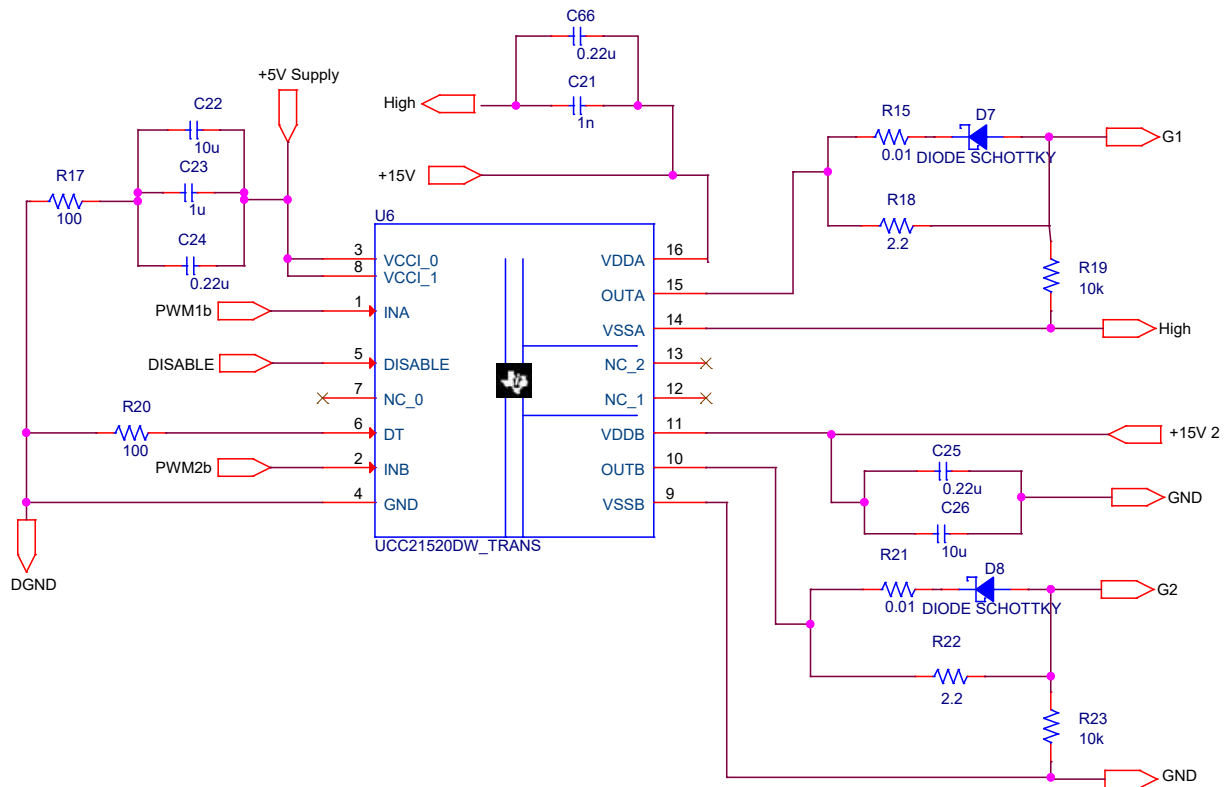 C66
0.22u
+5V Supply
C21
High
1n
C22
10u
R15
D7
G1
0.01
DIODE SCHOTTKY
C23
R17
+15V
1u
100
R18
U6
2.2
C24
3
VCCI_0
VDDA
16
0.22u
8
VCCI_1
R19
10k
OUTA
15
PWM1b
1
INA
VSSA
14
High
DISABLE
5
DISABLE
NC_2
13
7
NC_0
NC_1
12
R20
100
6
DT
VDDB
11
+15V 2
PWM2b
2
INB
OUTB
10
C25
0.22u
4
GND
VSSB
9
GND
C26
10u
UCC21520DW_TRANS
R21
D8
DGND
0.01
DIODE SCHOTTKY
G2
R22
2.2
R23
10k
GND